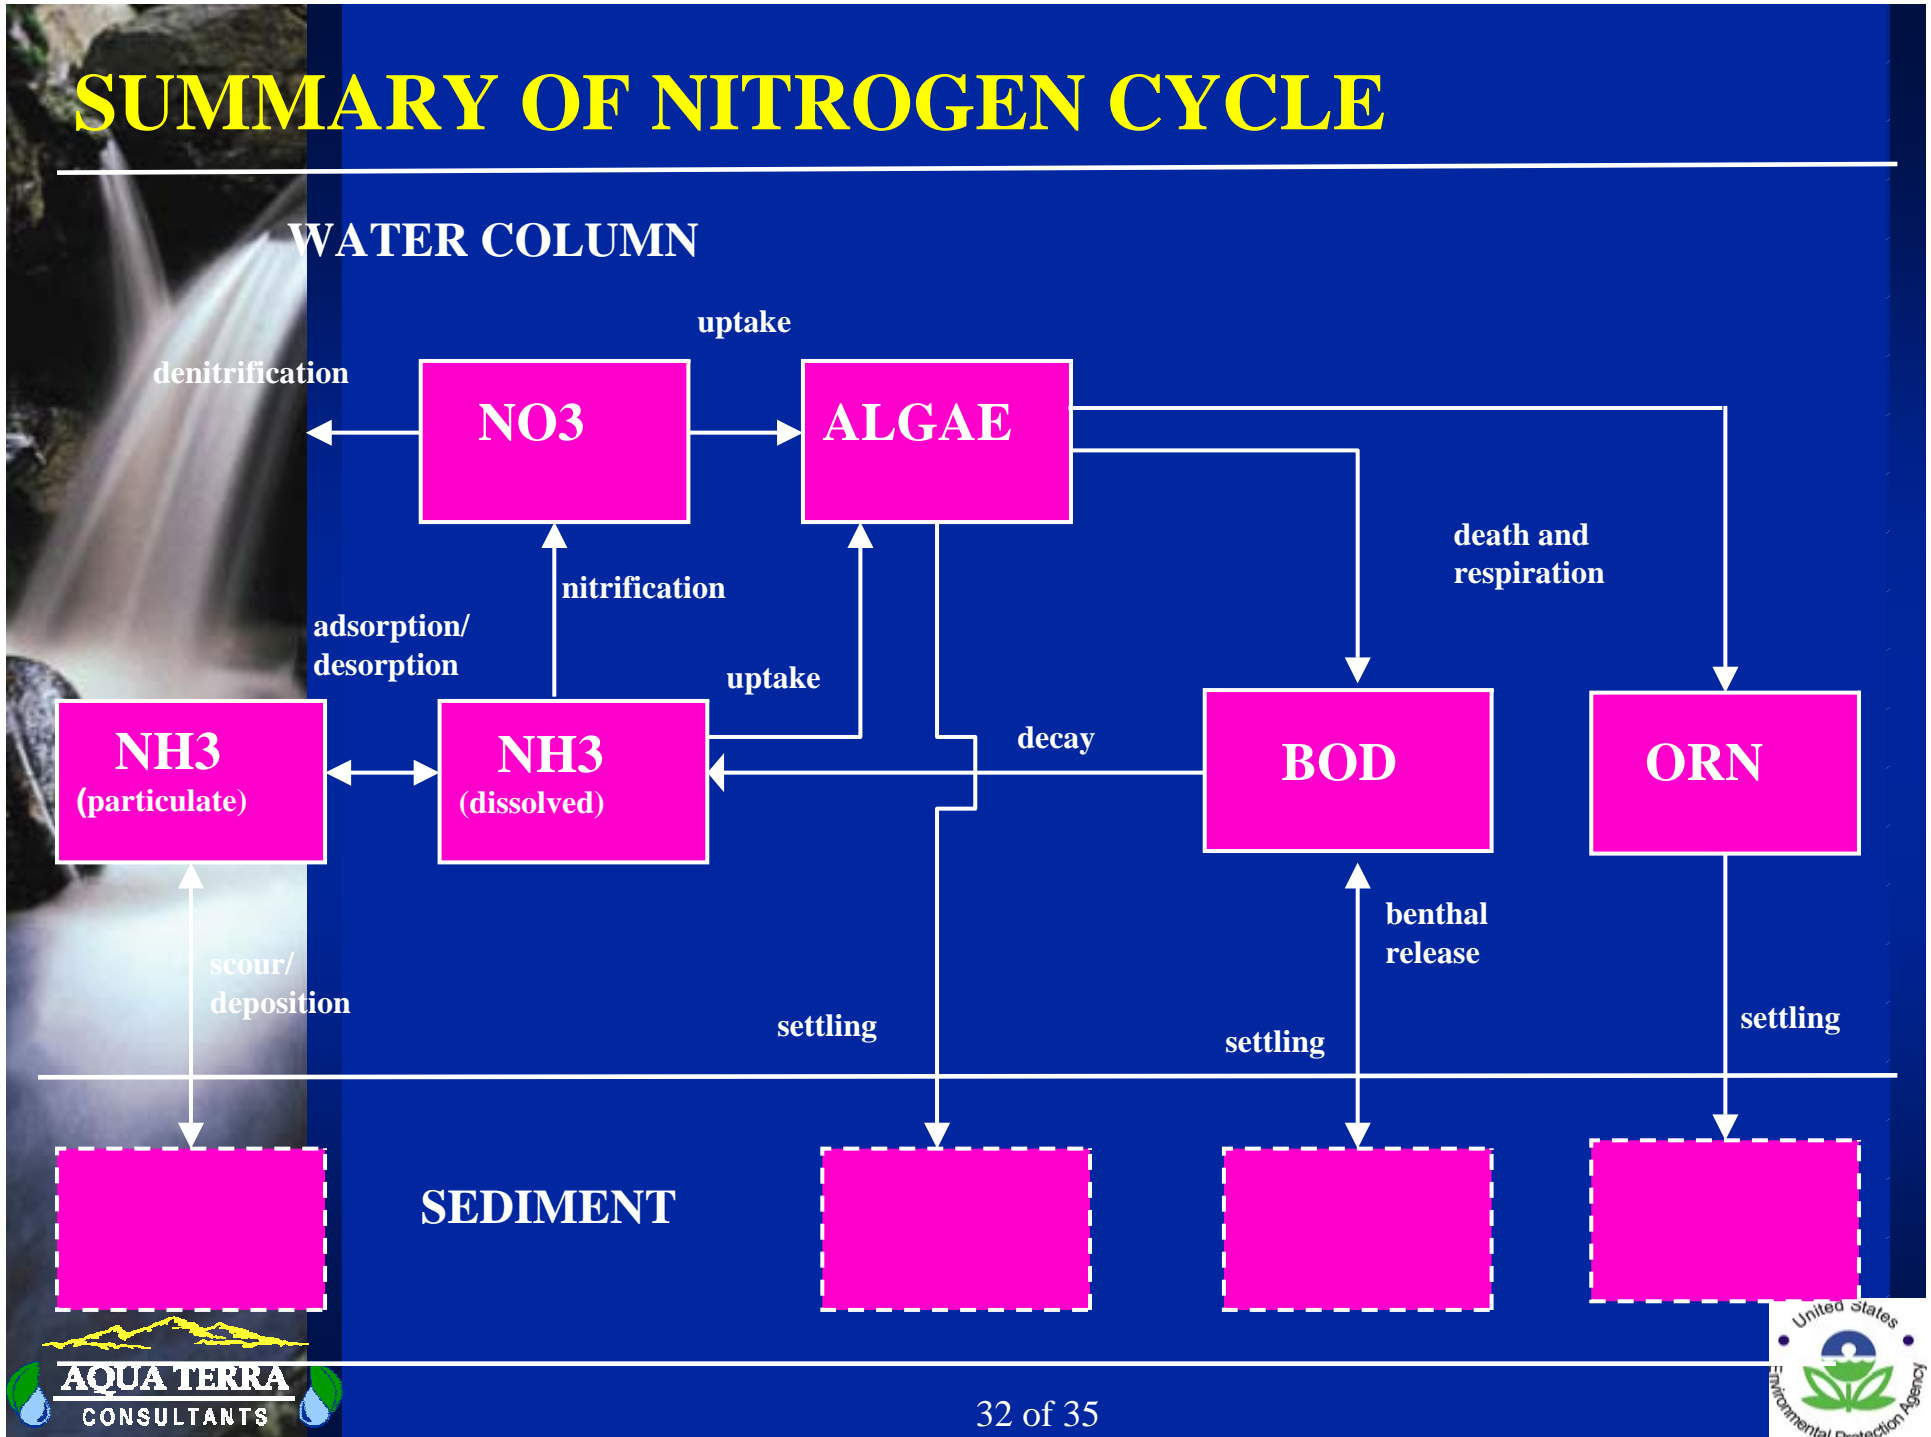 SUMMARY OF NITROGEN CYCLE
WATER COLUMN
uptake
denitrification
NO3
ALGAE
death and
respiration
nitrification
adsorption/
desorption
uptake
decay
NH3
(particulate)
NH3
(dissolved)
BOD
ORN
benthal
release
scour/
deposition
settling
settling
settling
SEDIMENT
AQUA TERRA
CONSULTANTS
32 of 35
United States
Environmental Protection Agency